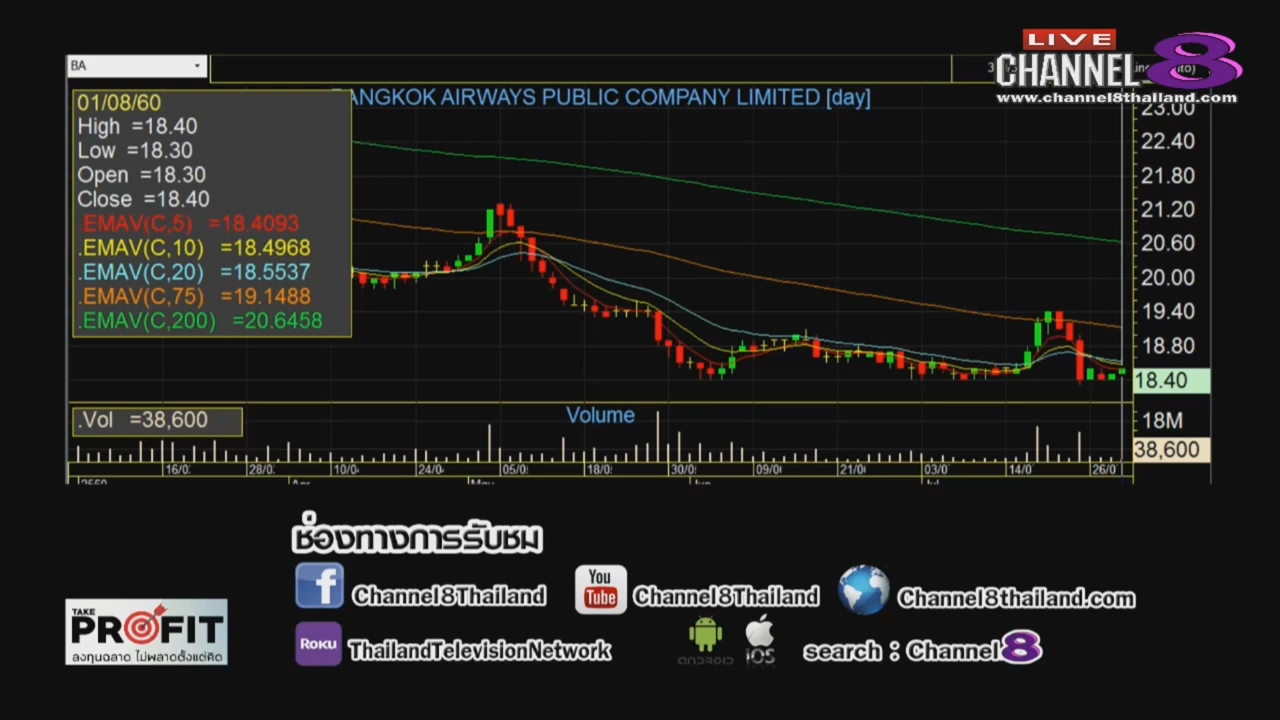 BA
LIVE
CHANNEL 8
www.channel8thailand.com
ANGKOK AIRWAYS PUBLIC COMPANY LIMITED [day]
01/08/60
High =18.40
Low =18.30
Open =18.30
Close =18.40
.EMAV(C,5) =18.4093
.EMAV(C,10) =18.4968
.EMAV(C,20) =18.5537
.EMAV(C,75) =19.1488
.EMAV(C,200) =20.6458
23.00
22.40
21.80
21.20
20.60
20.00
19.40
18.80
18.40
.Vol =38,600
Volume
18M
38,600
16/0 28/0 10/0 24/0 05/0 18/0 30/0 09/0 21/0 03/0 14/0 26/0
ช่องทางการรับชม
f Channel8Thailand
You Tube Channel8Thailand
Channel8thailand.com
TAKE PROFIT
ลงทุนฉลาด ไม่พลาดตั้งแต่คิด
ROKU ThailandTelevisionNetwork
ANDROID iOS
search : Channel 8